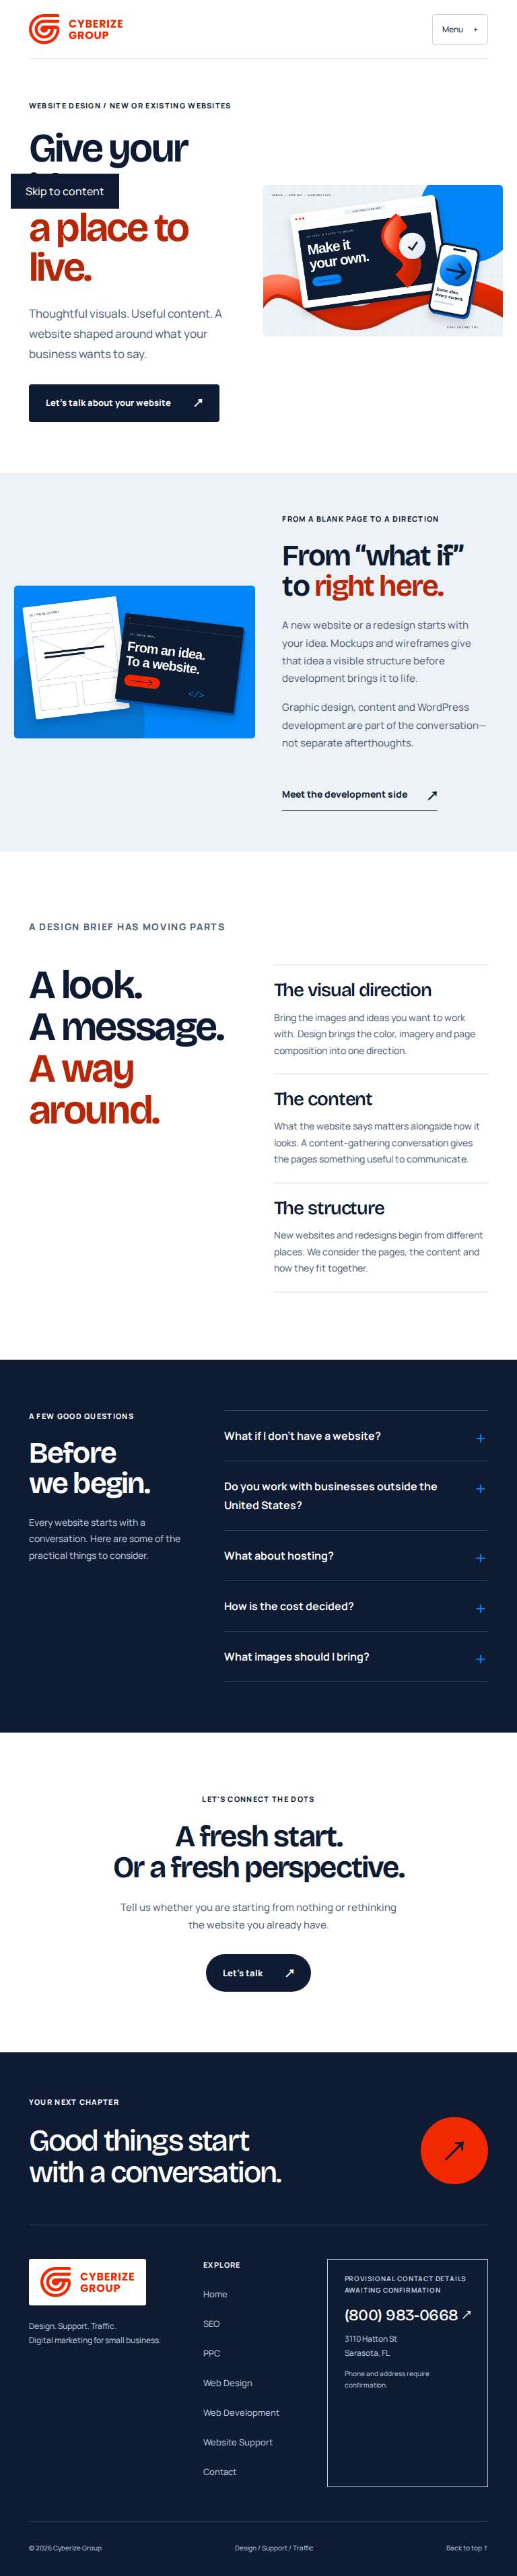 CYBERIZE
GROUP
Menu +
WEBSITE DESIGN / NEW OR EXISTING WEBSITES
Give your
Skip to content
a place to
live.
Thoughtful visuals. Useful content. A
website shaped around what your
business wants to say.
Let's talk about your website ↗
Make it
your own.
Same idea.
Every screen.
FROM A BLANK PAGE TO A DIRECTION
From “what if”
to right here.
A new website or a redesign starts with
your idea. Mockups and wireframes give
that idea a visible structure before
development brings it to life.
Graphic design, content and WordPress
development are part of the conversation—
not separate afterthoughts.
Meet the development side ↗
From an idea.
To a website.
</>
A DESIGN BRIEF HAS MOVING PARTS
A look.
A message.
A way
around.
The visual direction
Bring the images and ideas you want to work
with. Design brings the color, imagery and page
composition into one direction.
The content
What the website says matters alongside how it
looks. A content-gathering conversation gives
the pages something useful to communicate.
The structure
New websites and redesigns begin from different
places. We consider the pages, the content and
how they fit together.
A FEW GOOD QUESTIONS
Before
we begin.
Every website starts with a
conversation. Here are some of the
practical things to consider.
What if I don't have a website? +
Do you work with businesses outside the
United States? +
What about hosting? +
How is the cost decided? +
What images should I bring? +
LET'S CONNECT THE DOTS
A fresh start.
Or a fresh perspective.
Tell us whether you are starting from nothing or rethinking
the website you already have.
Let's talk ↗
YOUR NEXT CHAPTER
Good things start
with a conversation.
↗
CYBERIZE
GROUP
Design. Support. Traffic.
Digital marketing for small business.
EXPLORE
Home
SEO
PPC
Web Design
Web Development
Website Support
Contact
PROVISIONAL CONTACT DETAILS
AWAITING CONFIRMATION
(800) 983-0668 ↗
3110 Hatton St
Sarasota, FL
Phone and address require
confirmation.
© 2026 Cyberize Group
Design / Support / Traffic
Back to top ↑